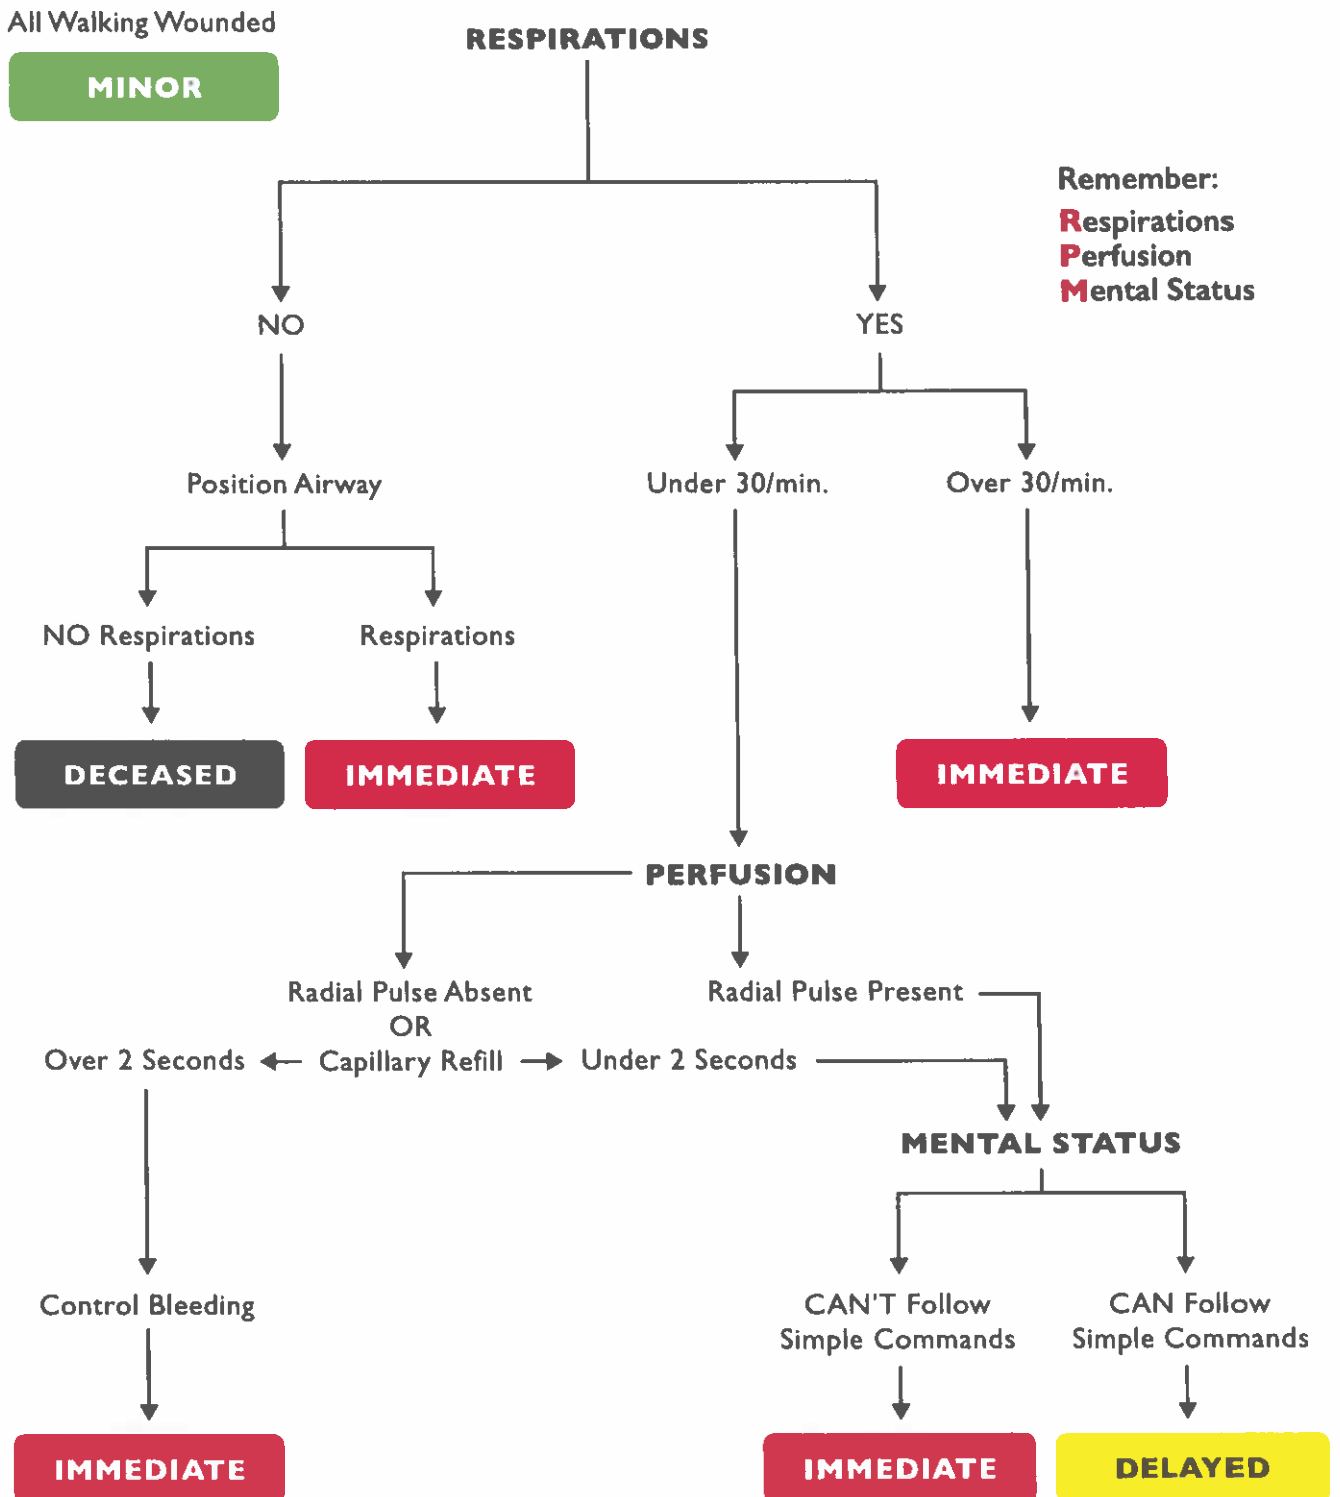 All Walking Wounded
MINOR
RESPIRATIONS
Remember:
Respirations
Perfusion
Mental Status
NO
YES
Position Airway
Under 30/min.
Over 30/min.
NO Respirations
Respirations
DECEASED
IMMEDIATE
IMMEDIATE
PERFUSION
Radial Pulse Absent
OR
Radial Pulse Present
Over 2 Seconds
Capillary Refill
Under 2 Seconds
MENTAL STATUS
Control Bleeding
CAN'T Follow
Simple Commands
CAN Follow
Simple Commands
IMMEDIATE
IMMEDIATE
DELAYED